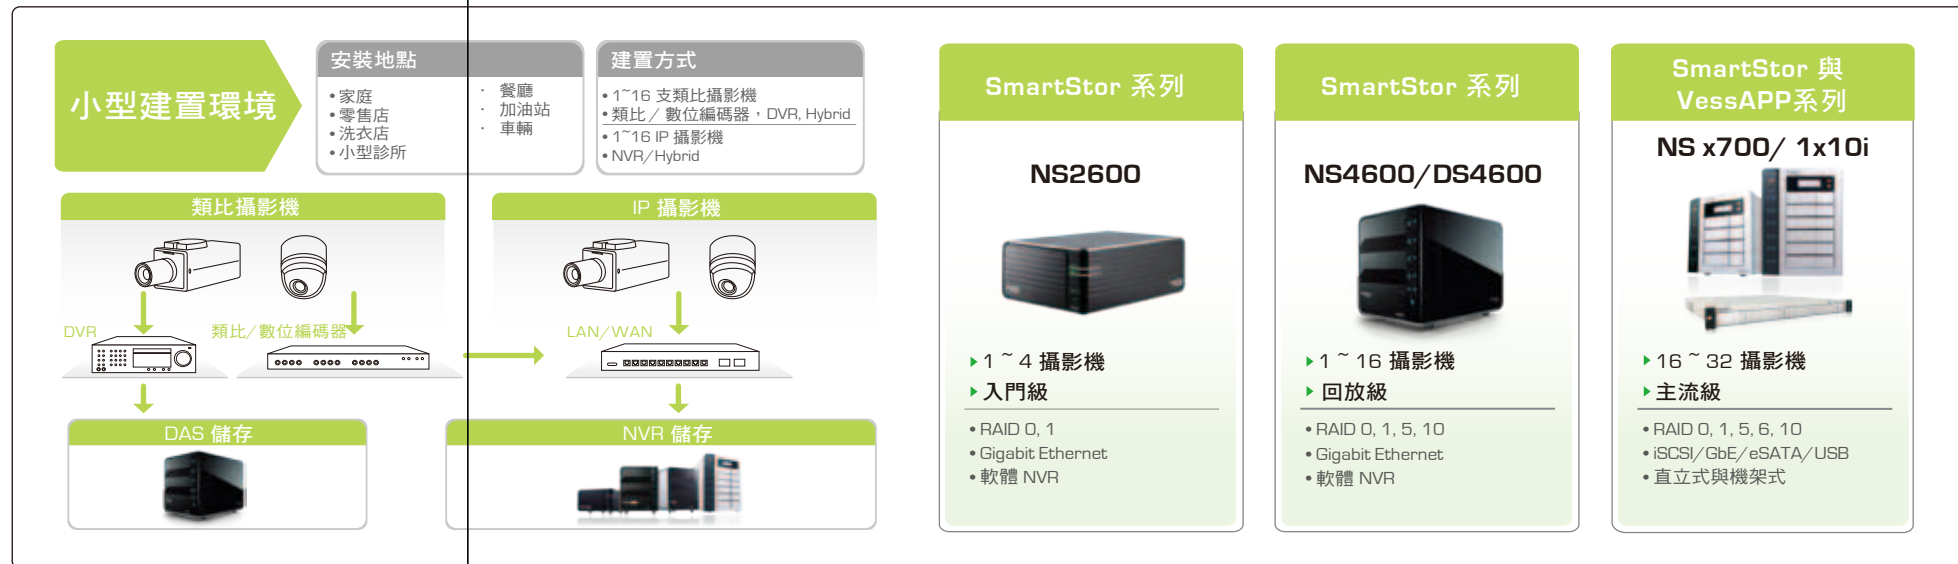 小型建置環境
安裝地點
• 家庭
• 零售店
• 洗衣店
• 小型診所
· 餐廳
· 加油站
· 車輛
建置方式
• 1~16 支類比攝影機
• 類比／數位編碼器，DVR, Hybrid
• 1~16 IP 攝影機
• NVR/Hybrid
類比攝影機
DVR
類比/數位編碼器
DAS 儲存
IP 攝影機
LAN/WAN
NVR 儲存
SmartStor 系列
NS2600
1 ~ 4 攝影機
入門級
• RAID 0, 1
• Gigabit Ethernet
• 軟體 NVR
SmartStor 系列
NS4600/DS4600
1 ~ 16 攝影機
回放級
• RAID 0, 1, 5, 10
• Gigabit Ethernet
• 軟體 NVR
SmartStor 與
VessAPP系列
NS x700/ 1x10i
16 ~ 32 攝影機
主流級
• RAID 0, 1, 5, 6, 10
• iSCSI/GbE/eSATA/USB
• 直立式與機架式